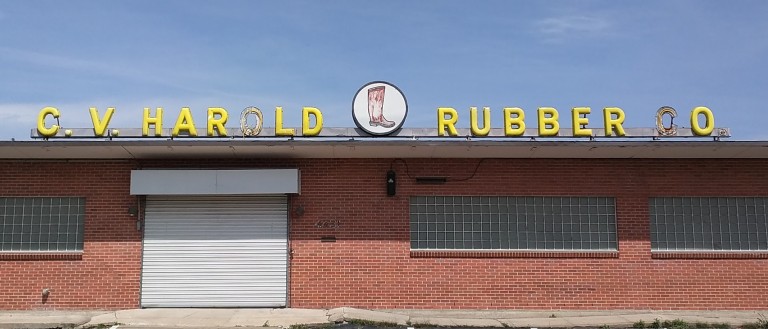 C. V. HAROLD RUBBER CO